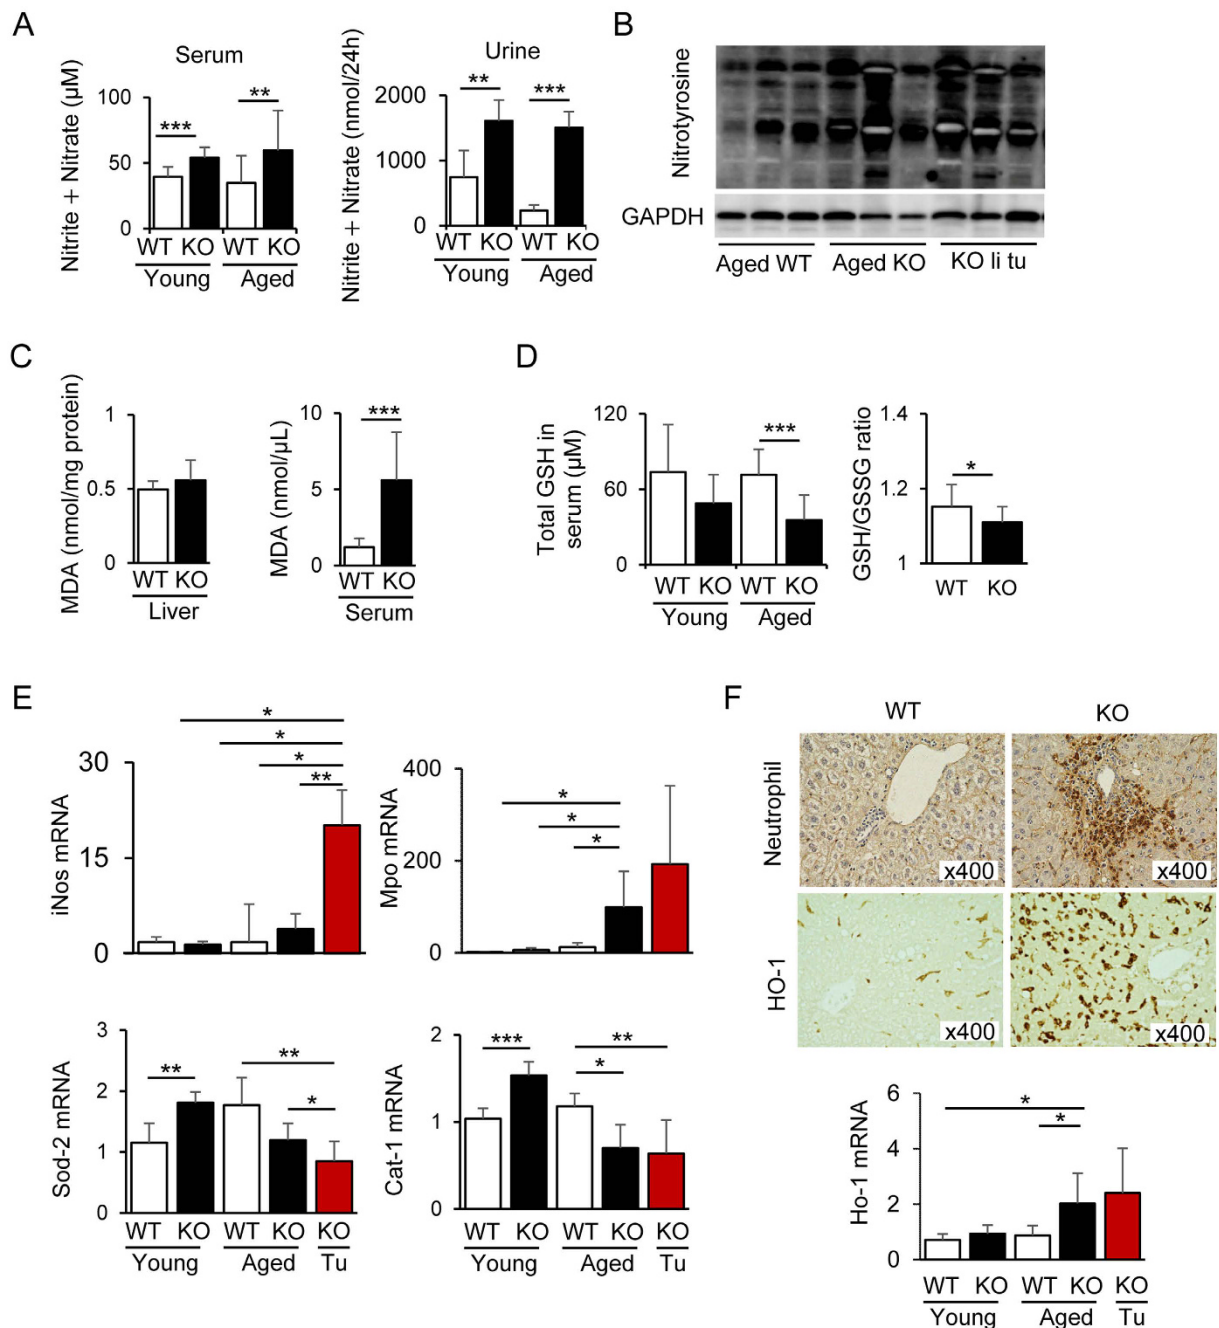 A
Serum
Nitrite + Nitrate (µM)
100
50
0
***
**
WT KO WT KO
Young Aged
Urine
Nitrite + Nitrate (nmol/24h)
2000
1000
0
**
***
WT KO WT KO
Young Aged
B
Nitrotyrosine
GAPDH
Aged WT Aged KO KO li tu
C
MDA (nmol/mg protein)
1
0.5
0
WT KO
Liver
MDA (nmol/µL)
10
5
0
***
WT KO
Serum
D
Total GSH in
serum (µM)
120
60
0
***
WT KO WT KO
Young Aged
GSH/GSSG ratio
1.4
1.2
1
*
WT KO
E
iNos mRNA
30
15
0
*
*
*
**
Mpo mRNA
400
200
0
*
*
*
Sod-2 mRNA
3
2
1
0
**
**
*
WT KO WT KO KO
Young Aged Tu
Cat-1 mRNA
2
1
0
***
**
*
WT KO WT KO KO
Young Aged Tu
F
WT KO
Neutrophil
x400 x400
HO-1
x400 x400
Ho-1 mRNA
6
4
2
0
*
*
WT KO WT KO KO
Young Aged Tu